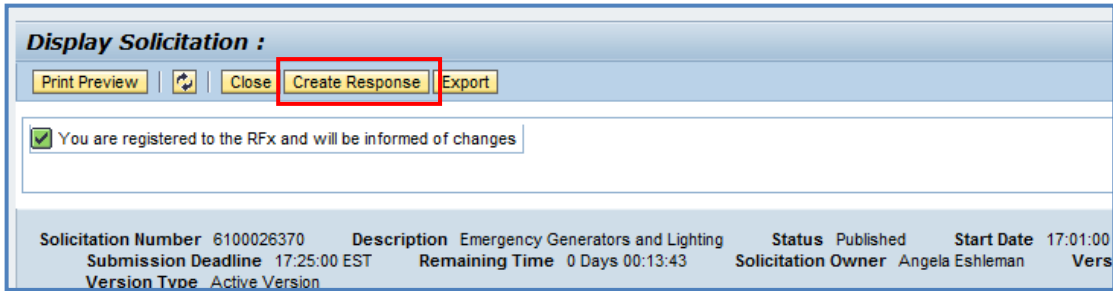 Display Solicitation :
Print Preview Close Create Response Export
You are registered to the RFx and will be informed of changes
Solicitation Number 6100026370 Description Emergency Generators and Lighting Status Published Start Date 17:01:00
Submission Deadline 17:25:00 EST Remaining Time 0 Days 00:13:43 Solicitation Owner Angela Eshleman Vers
Version Type Active Version